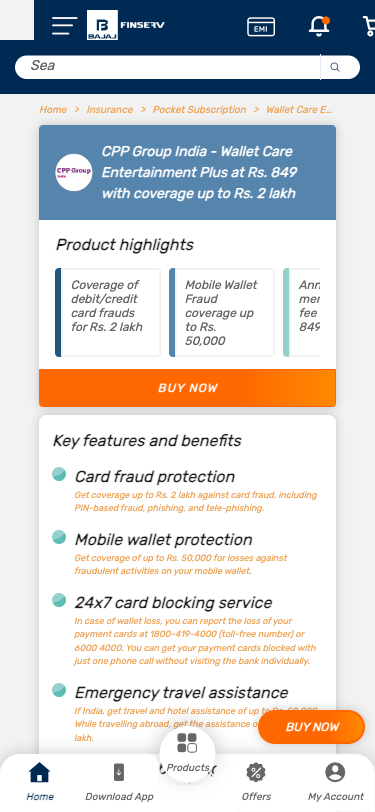 BAJAJ FINSERV
EMI
Sea
Home > Insurance > Pocket Subscription > Wallet Care E...
CPP Group
India
CPP Group India - Wallet Care
Entertainment Plus at Rs. 849
with coverage up to Rs. 2 lakh
Product highlights
Coverage of
debit/credit
card frauds
for Rs. 2 lakh
Mobile Wallet
Fraud
coverage up
to Rs.
50,000
Ann
mer
fee
849
BUY NOW
Key features and benefits
Card fraud protection
Get coverage up to Rs. 2 lakh against card fraud, including
PIN-based fraud, phishing, and tele-phishing.
Mobile wallet protection
Get coverage of up to Rs. 50,000 for losses against
fraudulent activities on your mobile wallet.
24x7 card blocking service
In case of wallet loss, you can report the loss of your
payment cards at 1800-419-4000 (toll-free number) or
6000 4000. You can get your payment cards blocked with
just one phone call without visiting the bank individually.
Emergency travel assistance
If India, get travel and hotel assistance of up to Rs. 50,000.
While travelling abroad, get the assistance o
lakh.
BUY NOW
Home
Download App
Products
Offers
My Account